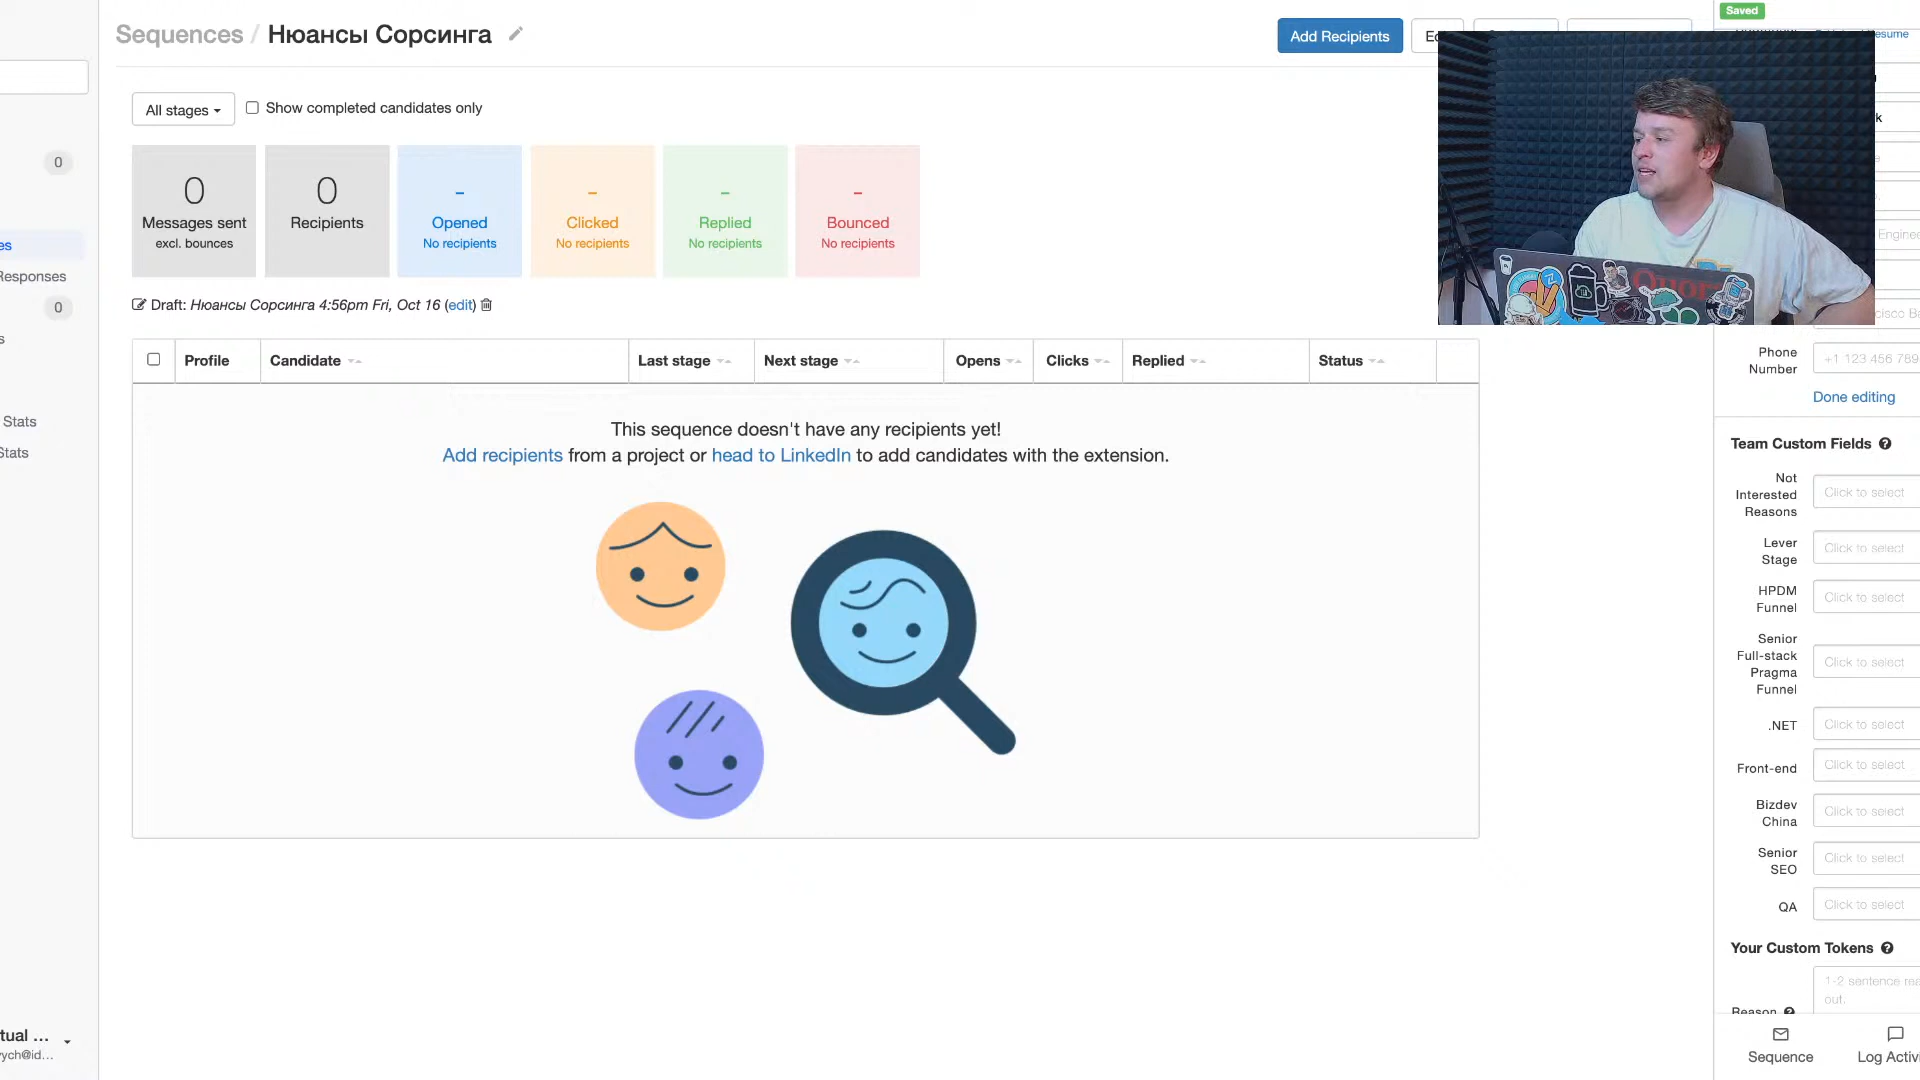 Sequences / Нюансы Сорсинга
Add Recipients
Saved
All stages
Show completed candidates only
0
Messages sent
excl. bounces
0
Recipients
-
Opened
No recipients
-
Clicked
No recipients
-
Replied
No recipients
-
Bounced
No recipients
0
Responses
0
Stats
Draft: Нюансы Сорсинга 4:56pm Fri, Oct 16 (edit)
Profile
Candidate
Last stage
Next stage
Opens
Clicks
Replied
Status
This sequence doesn't have any recipients yet!
Add recipients from a project or head to LinkedIn to add candidates with the extension.
Phone
Number
+1 123 456 789
Done editing
Team Custom Fields
Not
Interested
Reasons
Click to select
Lever
Stage
Click to select
HPDM
Funnel
Click to select
Senior
Full-stack
Pragma
Funnel
Click to select
.NET
Click to select
Front-end
Click to select
Bizdev
China
Click to select
Senior
SEO
Click to select
QA
Click to select
Your Custom Tokens
1-2 sentence rea
out.
Reason
Sequence
Log Activi
tual ...
ych@id...